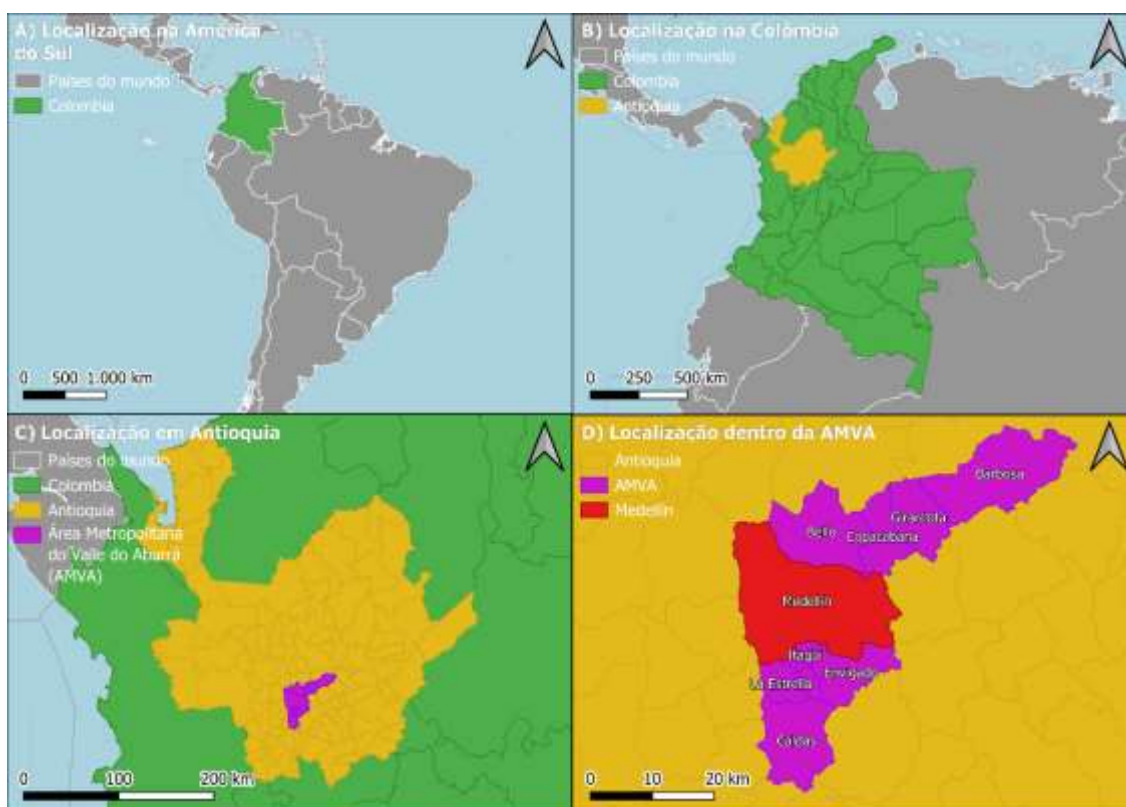 A) Localização na América
do Sul
Países do mundo
Colombia
0 500 1.000 km
B) Localização na Colômbia
Países do mundo
Colombia
Antioquia
0 250 500 km
C) Localização em Antioquia
Países do mundo
Colombia
Antioquia
Área Metropolitana
do Valle do Aburrá
(AMVA)
0 100 200 km
D) Localização dentro da AMVA
Antioquia
AMVA
Medellín
Barbosa
Girardota
Bello
Copacabana
Medellín
Itagüí
Envigado
La Estrella
Caldas
0 10 20 km